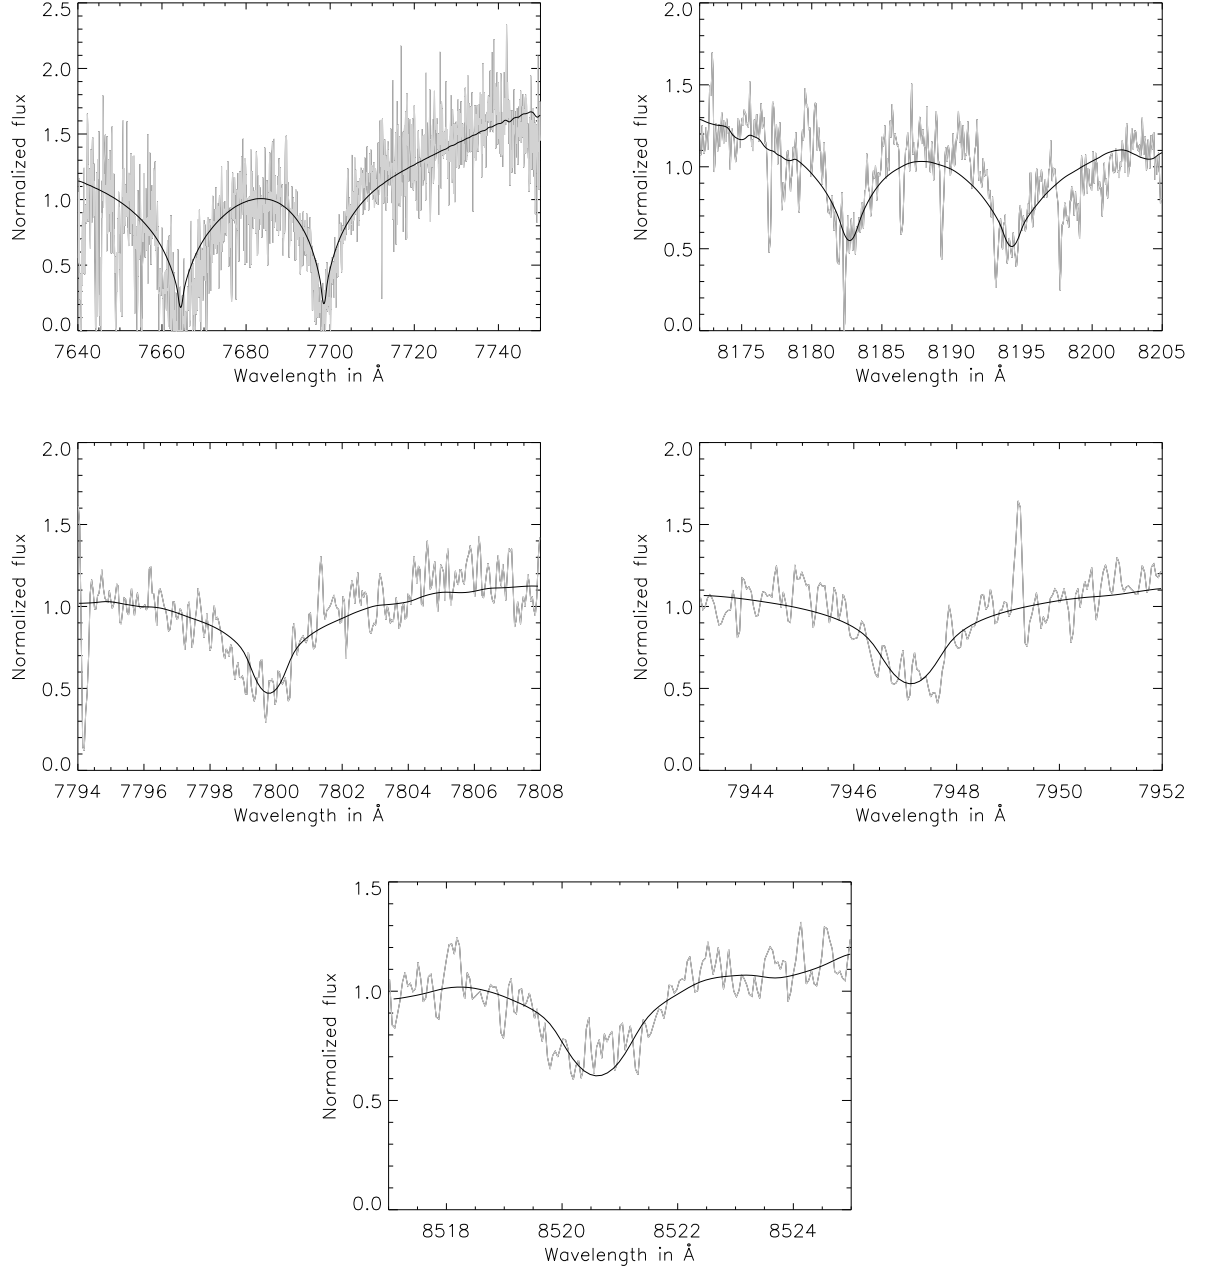 2.5
2.0
1.5
1.0
0.5
0.0
Normalized flux
7640 7660 7680 7700 7720 7740
Wavelength in Å
2.0
1.5
1.0
0.5
0.0
Normalized flux
8175 8180 8185 8190 8195 8200 8205
Wavelength in Å
2.0
1.5
1.0
0.5
0.0
Normalized flux
7794 7796 7798 7800 7802 7804 7806 7808
Wavelength in Å
2.0
1.5
1.0
0.5
0.0
Normalized flux
7944 7946 7948 7950 7952
Wavelength in Å
1.5
1.0
0.5
0.0
Normalized flux
8518 8520 8522 8524
Wavelength in Å